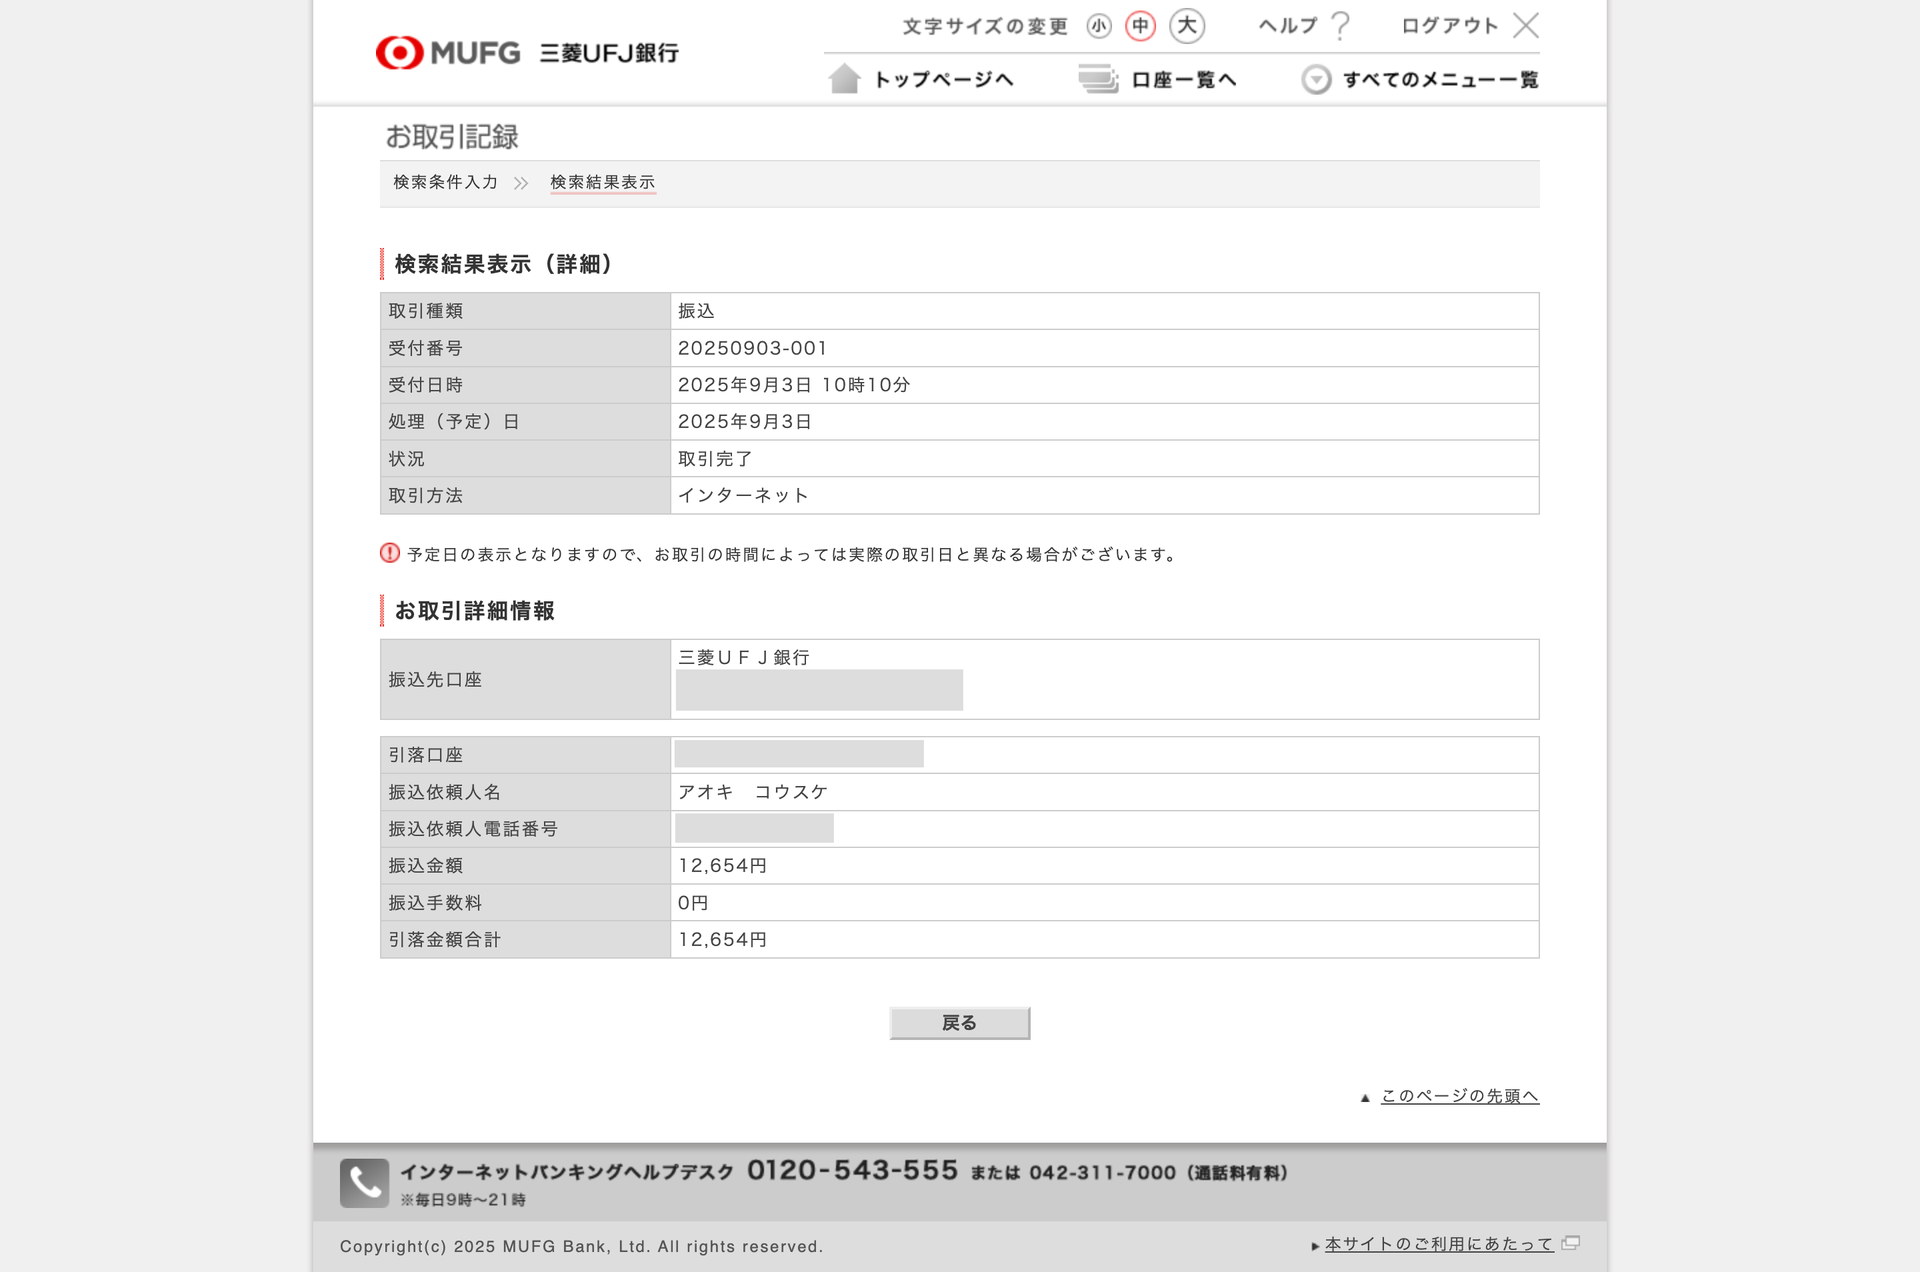 文字サイズの変更 小 中 大 ヘルプ ? ログアウト
MUFG 三菱UFJ銀行
トップページへ 口座一覧へ すべてのメニュー一覧
お取引記録
検索条件入力 検索結果表示
検索結果表示（詳細）
取引種類 振込
受付番号 20250903-001
受付日時 2025年9月3日 10時10分
処理（予定）日 2025年9月3日
状況 取引完了
取引方法 インターネット
予定日の表示となりますので、お取引の時間によっては実際の取引日と異なる場合がございます。
お取引詳細情報
振込先口座 三菱ＵＦＪ銀行
引落口座
振込依頼人名 アオキ　コウスケ
振込依頼人電話番号
振込金額 12,654円
振込手数料 0円
引落金額合計 12,654円
戻る
▲ このページの先頭へ
インターネットバンキングヘルプデスク 0120-543-555 または 042-311-7000（通話料有料）
※毎日9時～21時
Copyright(c) 2025 MUFG Bank, Ltd. All rights reserved.
本サイトのご利用にあたって